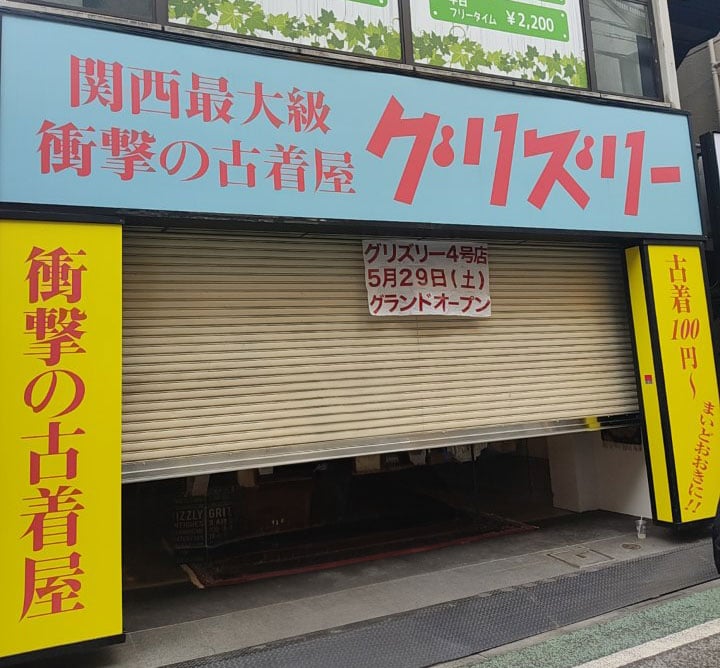 平日
フリータイム ¥2,200
関西最大級
衝撃の古着屋
グリズリー
グリズリー4号店
5月29日(土)
グランドオープン
衝撃の古着屋
古着100円〜
まいどおおきに!!
IZZLY GRIT